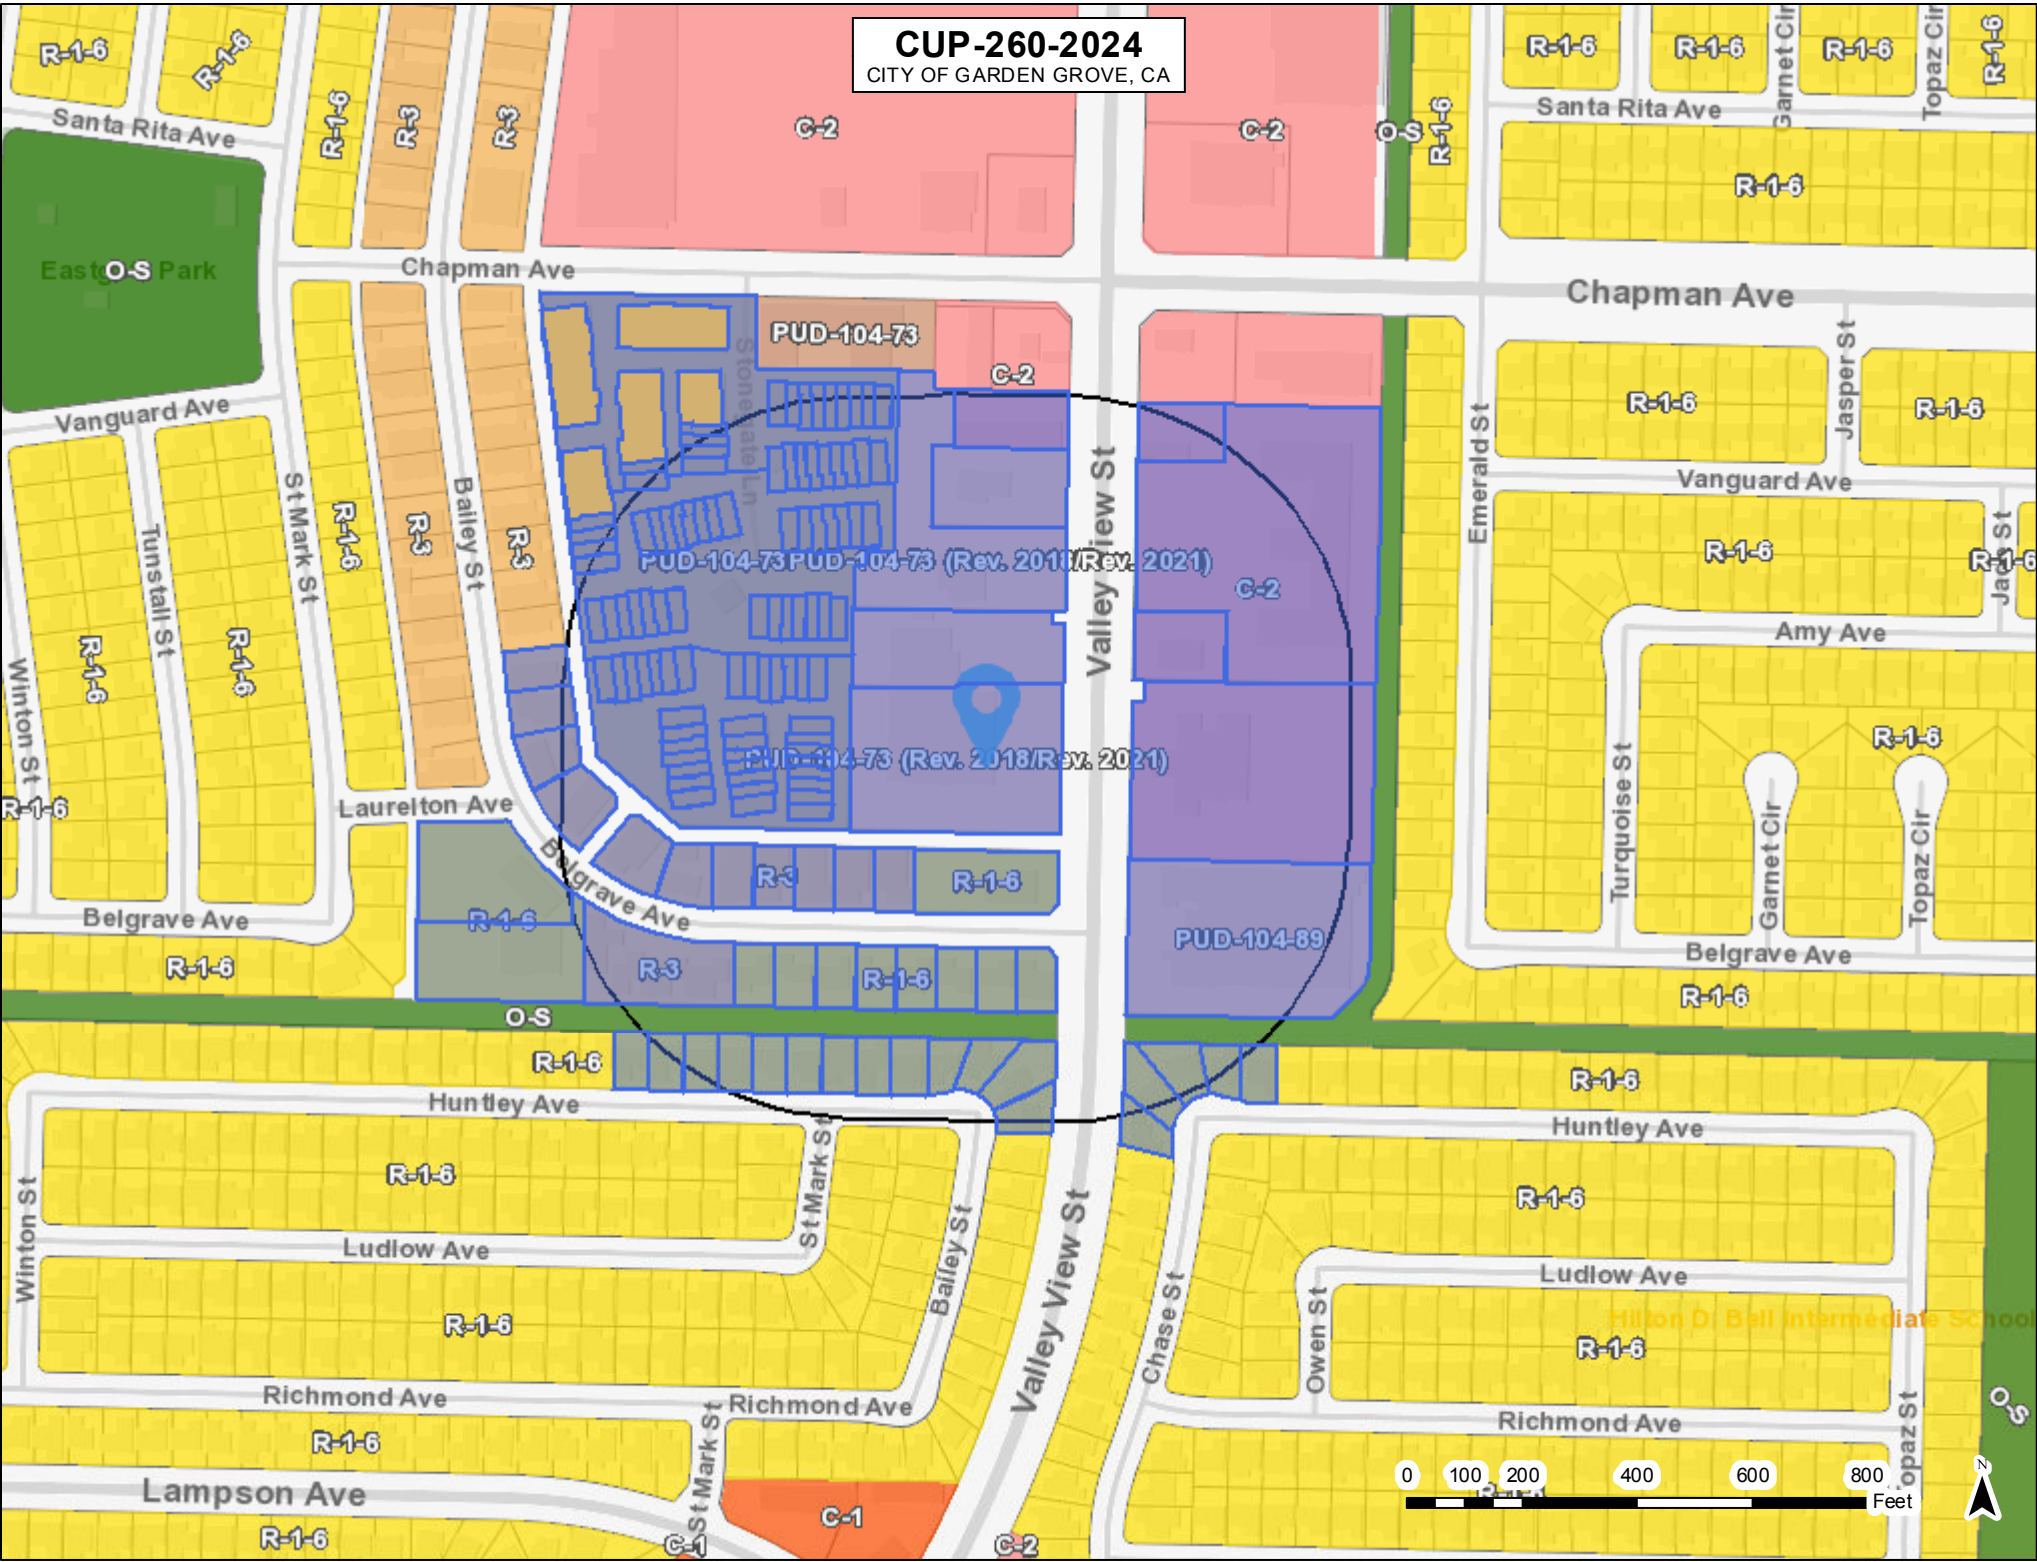 CUP-260-2024
CITY OF GARDEN GROVE, CA
R-1-6
R-1-6
R-1-6
R-3
R-3
C-2
C-2
O-S
R-1-6
R-1-6
R-1-6
R-1-6
R-1-6
Garnet Cir
Topaz Cir
Santa Rita Ave
Santa Rita Ave
R-1-6
O-S
Park
Chapman Ave
Chapman Ave
PUD-104-73
C-2
Stonegate Ln
Vanguard Ave
Jasper St
R-1-6
R-1-6
Emerald St
Vanguard Ave
St Mark St
R-1-6
Bailey St
R-3
R-3
Tunstall St
R-1-6
R-1-6
Winton St
R-1-6
Valley View St
PUD-104-73
PUD-104-73 (Rev. 2018/Rev. 2021)
C-2
R-1-6
R-1-6
Amy Ave
PUD-104-73 (Rev. 2018/Rev. 2021)
R-1-6
Turquoise St
Garnet Cir
Topaz Cir
Laurelton Ave
Belgrave Ave
R-3
R-1-6
Belgrave Ave
R-1-6
R-1-6
R-3
R-1-6
PUD-104-89
Belgrave Ave
R-1-6
O-S
R-1-6
R-1-6
Huntley Ave
Huntley Ave
St Mark St
R-1-6
R-1-6
Winton St
Ludlow Ave
Bailey St
Valley View St
Chase St
Ludlow Ave
Owen St
Hilton D. Bell Intermediate School
R-1-6
R-1-6
Richmond Ave
Richmond Ave
Richmond Ave
R-1-6
St Mark St
Topaz St
O-S
Lampson Ave
R-1-6
C-1
C-1
C-2
R-1-6
0 100 200 400 600 800
Feet
N